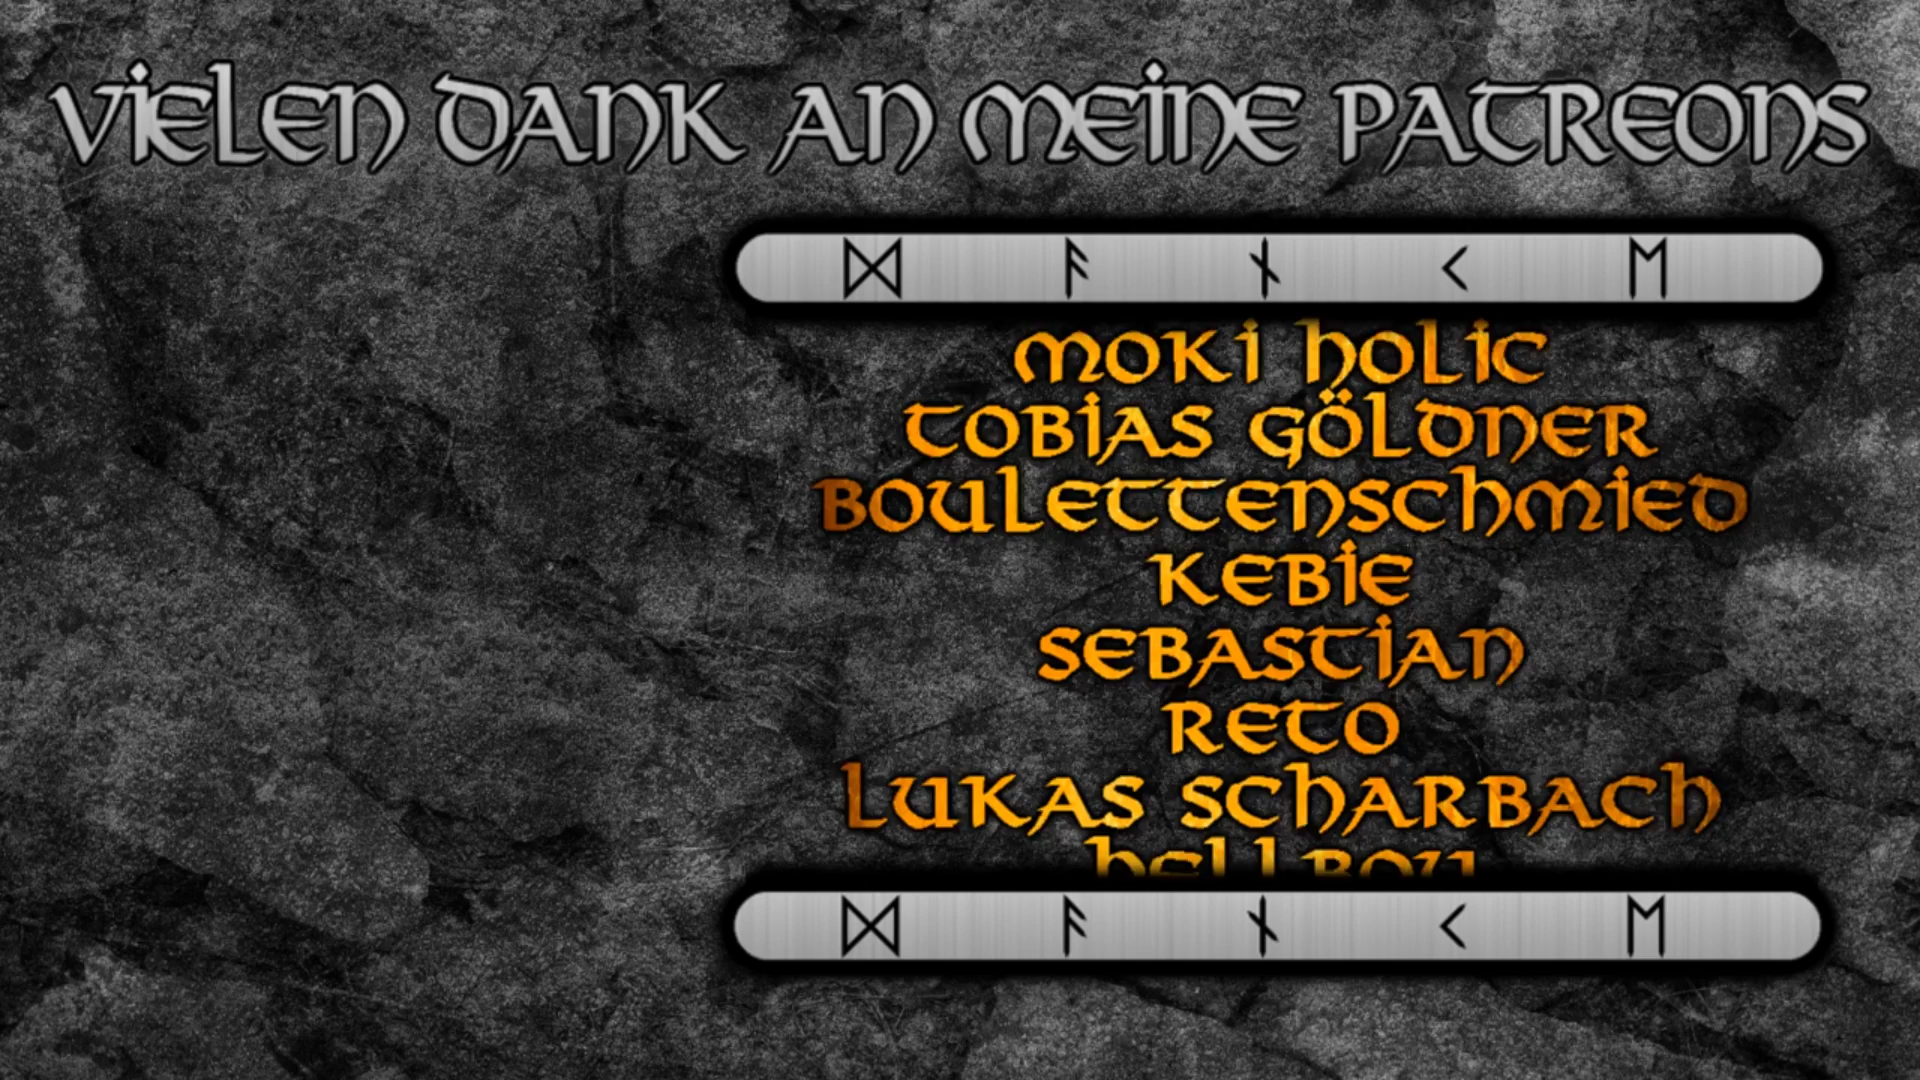 Vielen Dank an meine Patreons
ᛞ ᚨ ᚾ ᚲ ᛖ
Moki Holic
Tobias Göldner
Boulettenschmied
Kebie
Sebastian
Reto
Lukas Scharbach
ᛞ ᚨ ᚾ ᚲ ᛖ